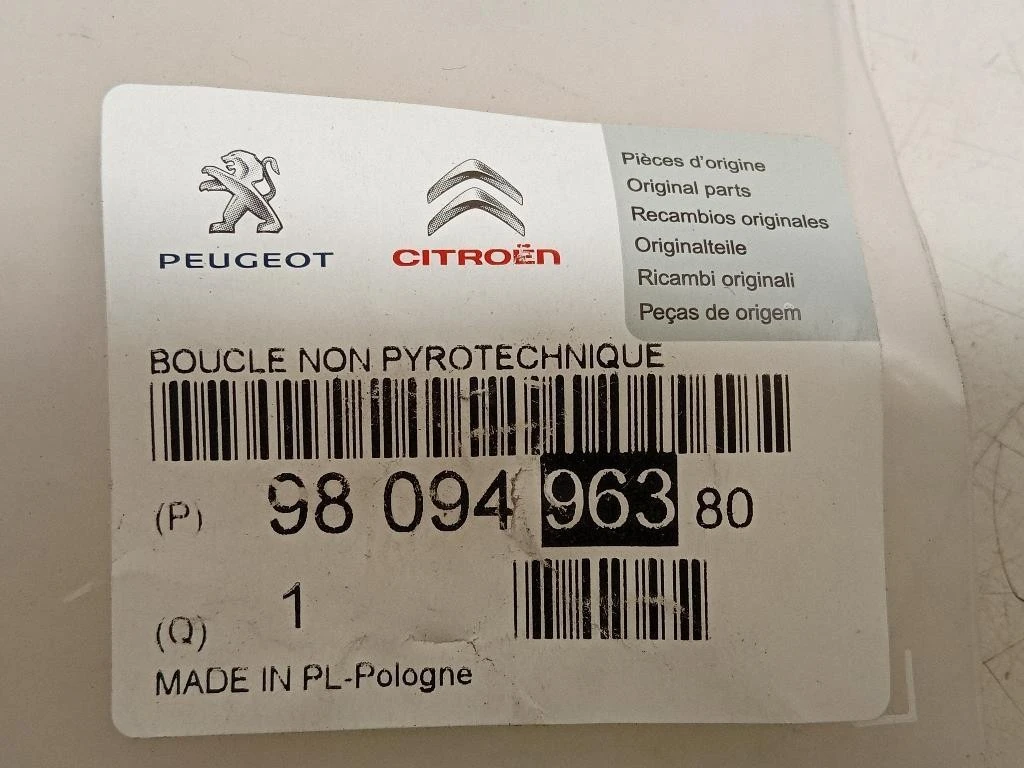 PEUGEOT
CITROËN
Pièces d'origine
Original parts
Recambios originales
Originalteile
Ricambi originali
Peças de origem
BOUCLE NON PYROTECHNIQUE
(P) 98 094 963 80
(Q) 1
MADE IN PL-Pologne